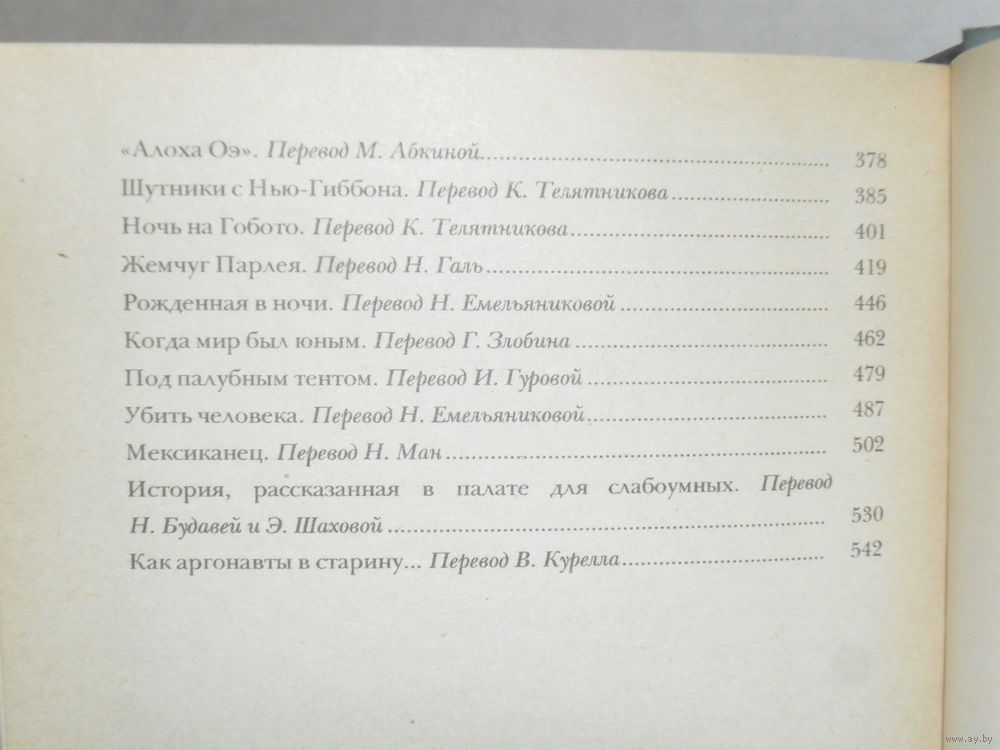 «Алоха Оэ». Перевод М. Абкиной.......... 378
Шутники с Нью-Гиббона. Перевод К. Телятникова.......... 385
Ночь на Гобото. Перевод К. Телятникова.......... 401
Жемчуг Парлея. Перевод Н. Галь.......... 419
Рожденная в ночи. Перевод Н. Емельяниковой.......... 446
Когда мир был юным. Перевод Г. Злобина.......... 462
Под палубным тентом. Перевод И. Гуровой.......... 479
Убить человека. Перевод Н. Емельяниковой.......... 487
Мексиканец. Перевод Н. Ман.......... 502
История, рассказанная в палате для слабоумных. Перевод
Н. Будавей и Э. Шаховой.......... 530
Как аргонавты в старину... Перевод В. Курелла.......... 542
www.ay.by